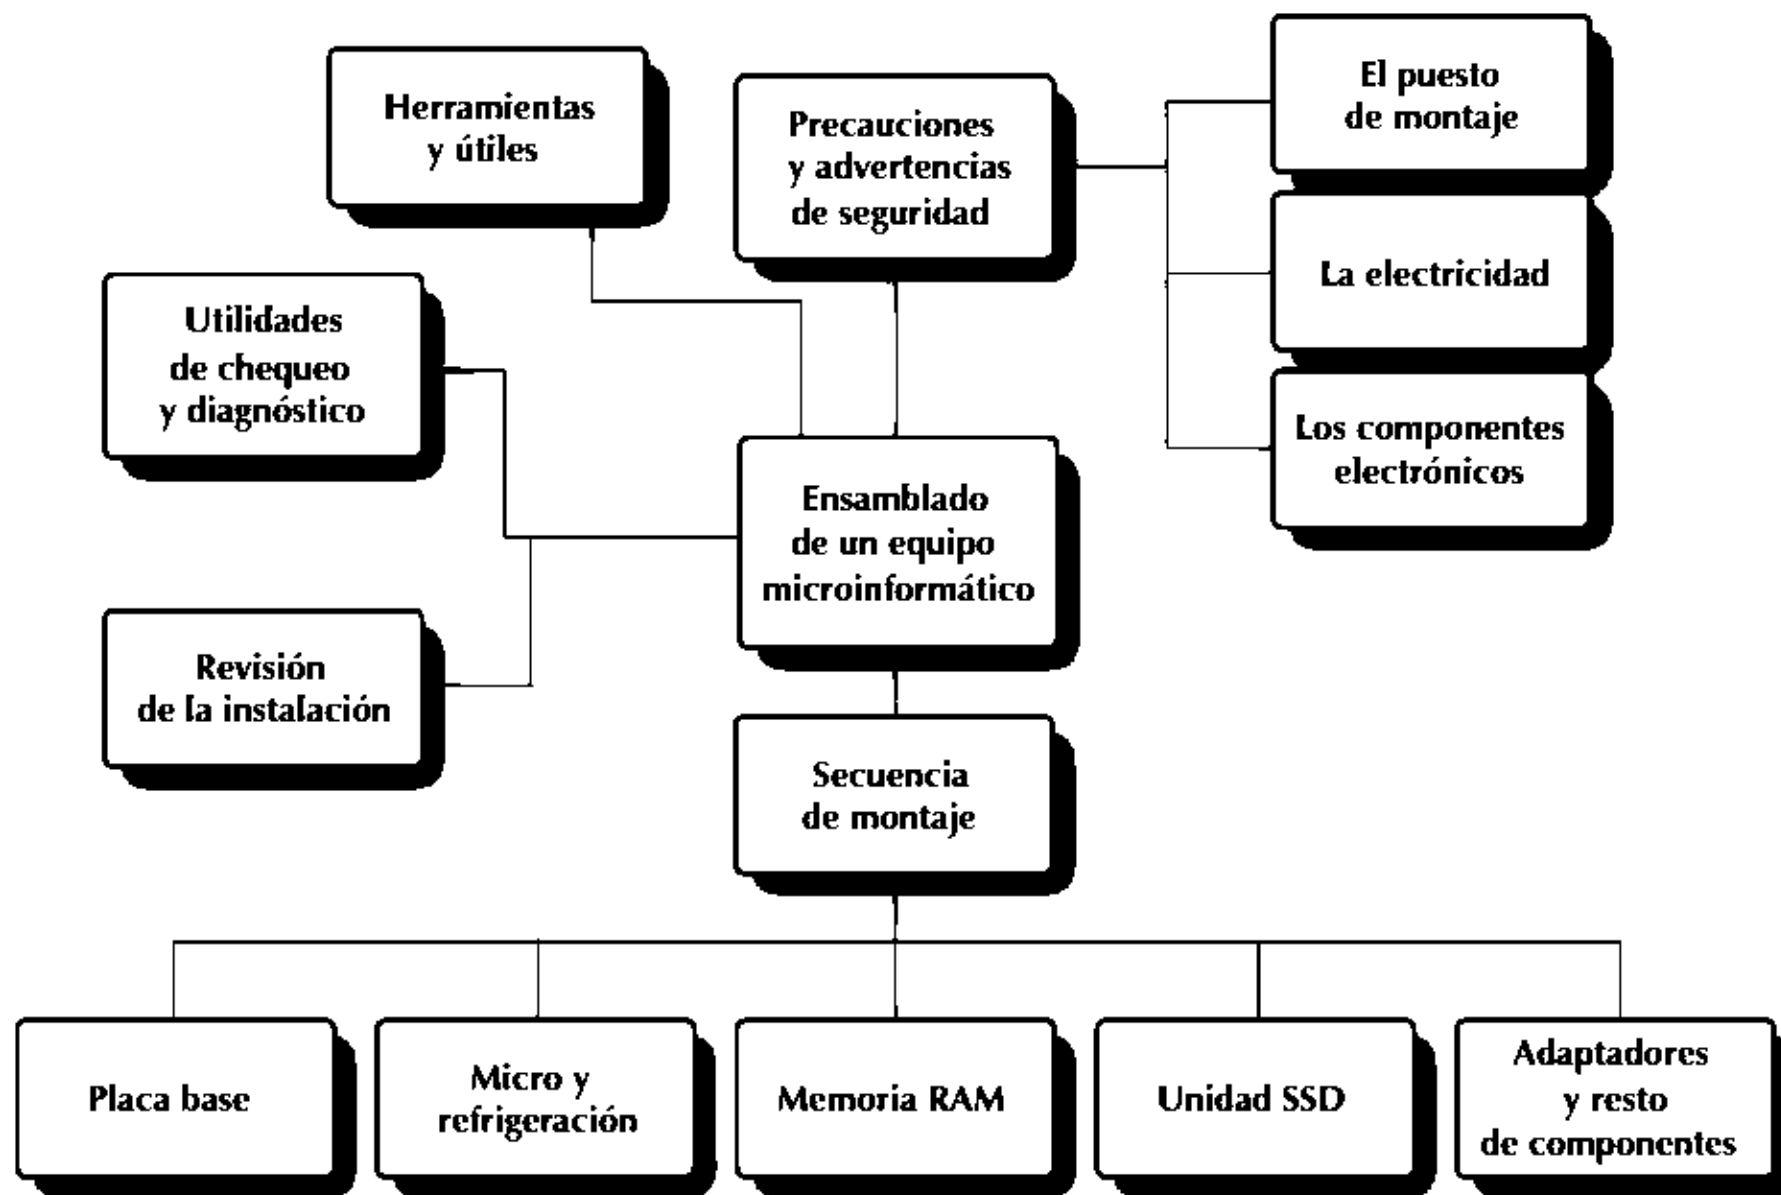 Herramientas
y útiles
Precauciones
y advertencias
de seguridad
El puesto
de montaje
La electricidad
Los componentes
electrónicos
Utilidades
de chequeo
y diagnóstico
Ensamblado
de un equipo
microinformático
Revisión
de la instalación
Secuencia
de montaje
Placa base
Micro y
refrigeración
Memoria RAM
Unidad SSD
Adaptadores
y resto
de componentes